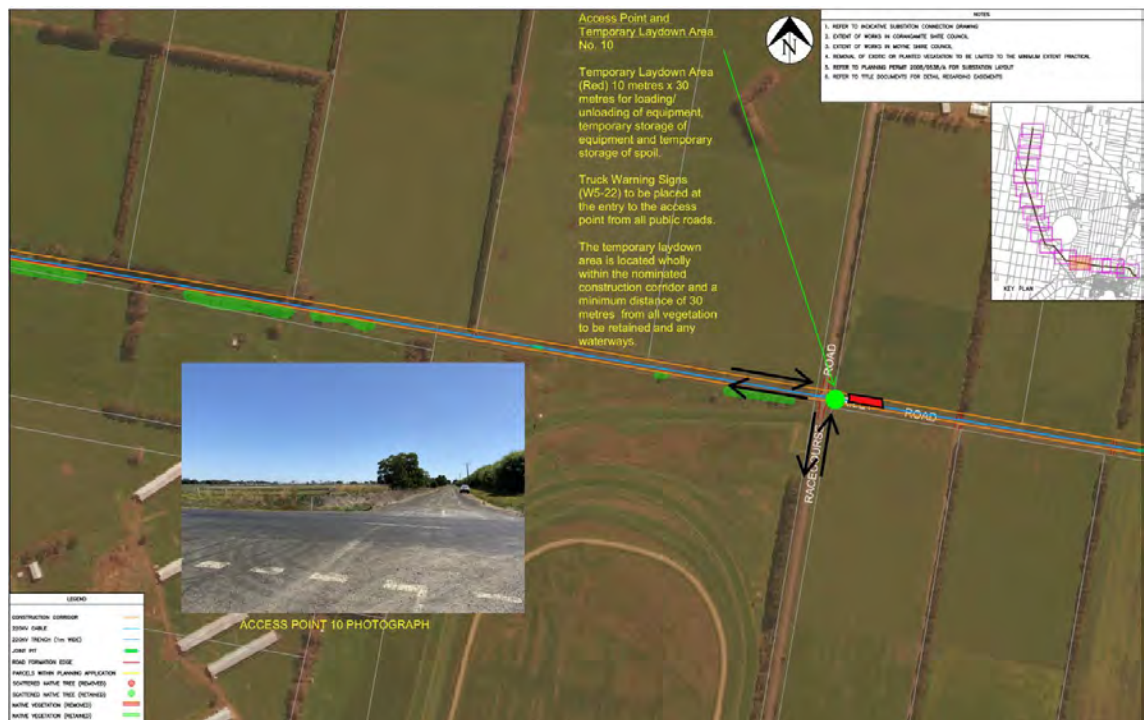 Access Point and
Temporary Laydown Area
No. 10
Temporary Laydown Area
(Red) 10 metres x 30
metres for loading/
unloading of equipment,
temporary storage of
equipment and temporary
storage of spoil.
Truck Warning Signs
(W5-22) to be placed at
the entry to the access
point from all public roads.
The temporary laydown
area is located wholly
within the nominated
construction corridor and a
minimum distance of 30
metres from all vegetation
to be retained and any
waterways.
N
NOTES
1. REFER TO INDICATIVE SUBSTATION CONNECTION DRAWING
2. EXTENT OF WORKS IN CORANGAMITE SHIRE COUNCIL
3. EXTENT OF WORKS IN MOYNE SHIRE COUNCIL
4. REMOVAL OF EXOTIC OR PLANTED VEGETATION TO BE LIMITED TO THE MINIMUM EXTENT PRACTICAL
5. REFER TO PLANNING PERMIT 2008/0538/A FOR SUBSTATION LAYOUT
6. REFER TO TITLE DOCUMENTS FOR DETAIL REGARDING EASEMENTS
KEY PLAN
ROAD
ROAD
RACECOURSE
ACCESS POINT 10 PHOTOGRAPH
LEGEND
CONSTRUCTION CORRIDOR
220KV CABLE
220KV TRENCH (1m WIDE)
JOINT PIT
ROAD FORMATION EDGE
PARCELS WITHIN PLANNING APPLICATION
SCATTERED NATIVE TREE (REMOVED)
SCATTERED NATIVE TREE (RETAINED)
NATIVE VEGETATION (REMOVED)
NATIVE VEGETATION (RETAINED)